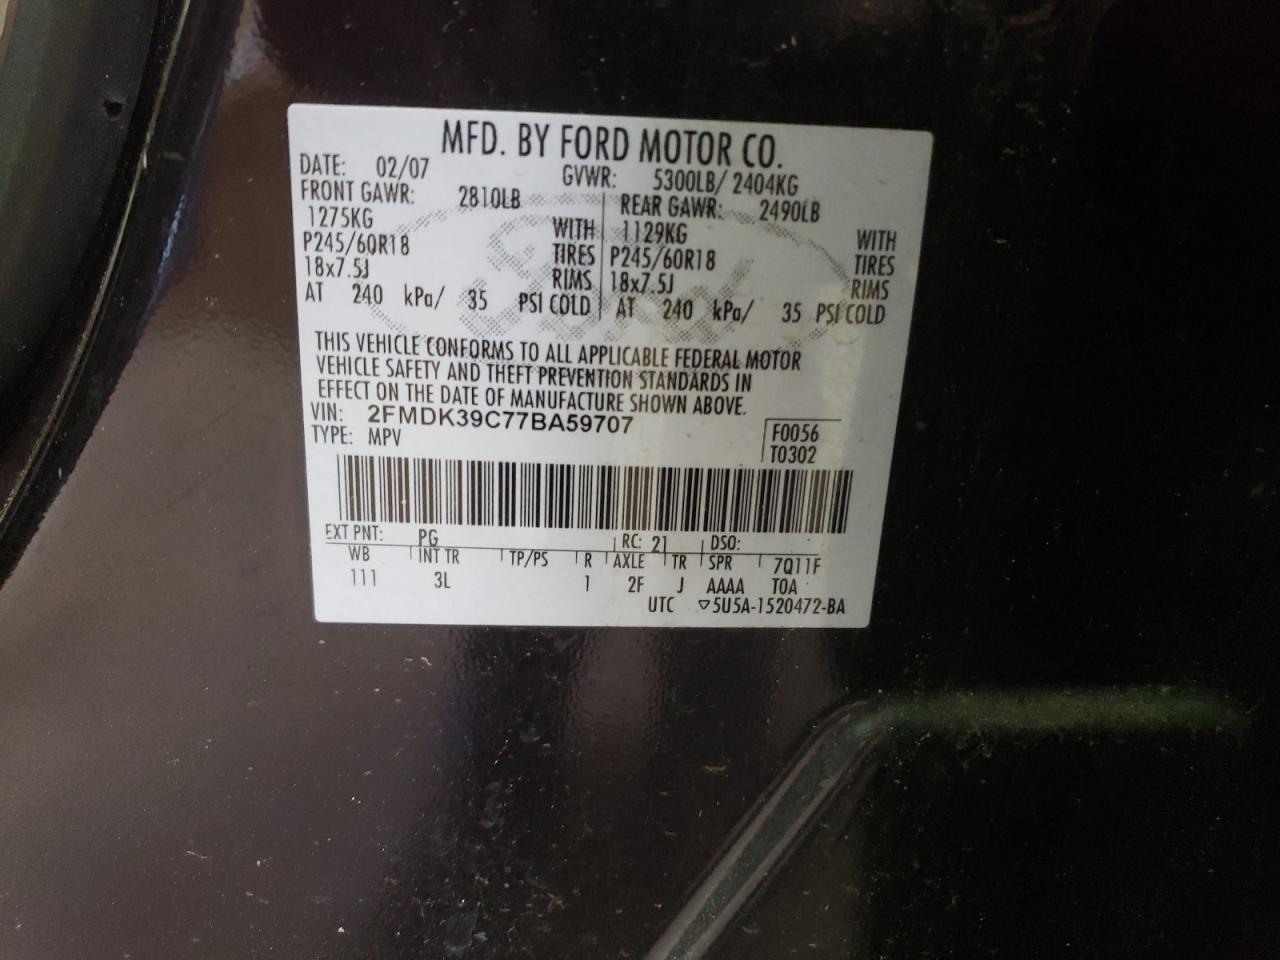 MFD. BY FORD MOTOR CO.
DATE: 02/07 GVWR: 5300LB/ 2404KG
FRONT GAWR: 2810LB REAR GAWR: 2490LB
1275KG WITH 1129KG WITH
P245/60R18 TIRES P245/60R18 TIRES
18x7.5J RIMS 18x7.5J RIMS
AT 240 kPa/ 35 PSI COLD AT 240 kPa/ 35 PSI COLD
THIS VEHICLE CONFORMS TO ALL APPLICABLE FEDERAL MOTOR
VEHICLE SAFETY AND THEFT PREVENTION STANDARDS IN
EFFECT ON THE DATE OF MANUFACTURE SHOWN ABOVE.
VIN: 2FMDK39C77BA59707
TYPE: MPV
F0056
T0302
EXT PNT: PG RC: 21 DSO:
WB INT TR TP/PS R AXLE TR SPR 7Q11F
111 3L 1 2F J AAAA TOA
UTC ▽5U5A-1520472-BA
Ford